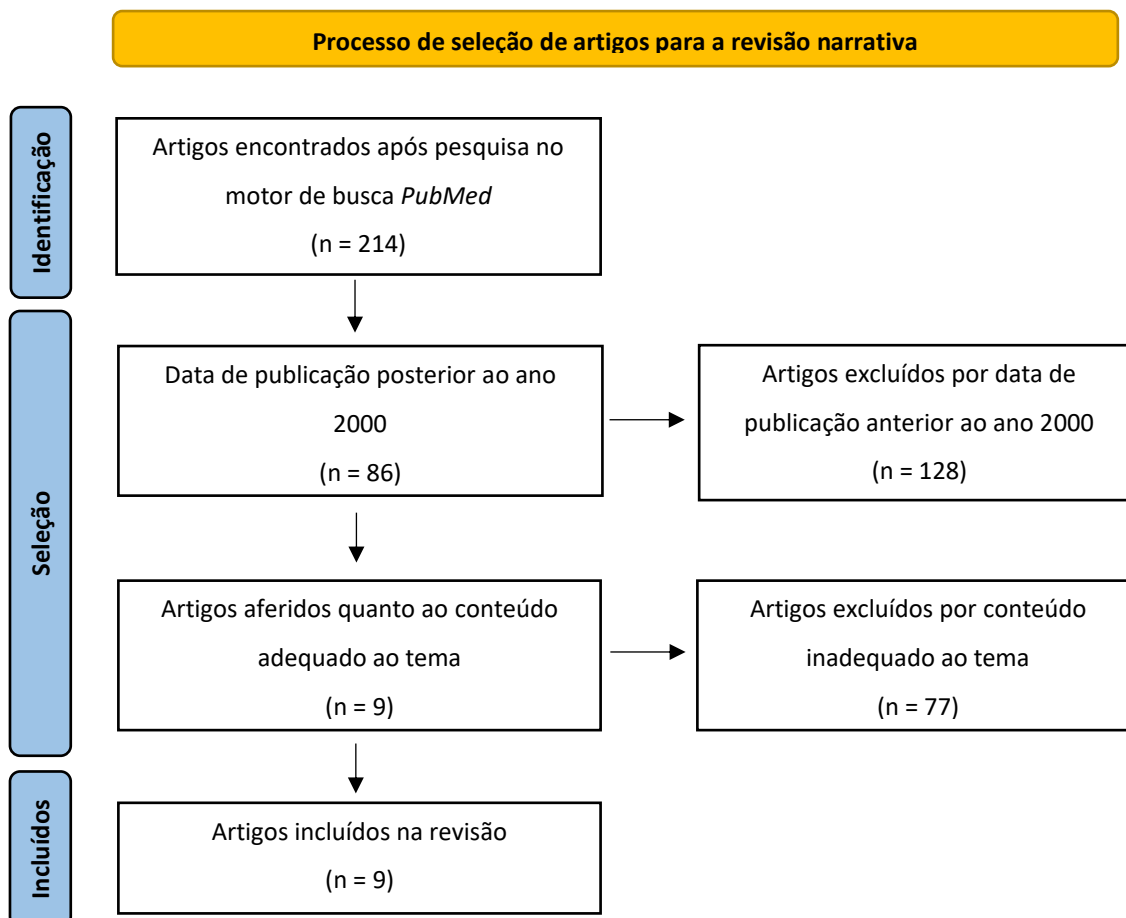 Processo de seleção de artigos para a revisão narrativa
Identificação
Artigos encontrados após pesquisa no
motor de busca PubMed
(n = 214)
Seleção
Data de publicação posterior ao ano
2000
(n = 86)
Artigos excluídos por data de
publicação anterior ao ano 2000
(n = 128)
Artigos aferidos quanto ao conteúdo
adequado ao tema
(n = 9)
Artigos excluídos por conteúdo
inadequado ao tema
(n = 77)
Incluídos
Artigos incluídos na revisão
(n = 9)